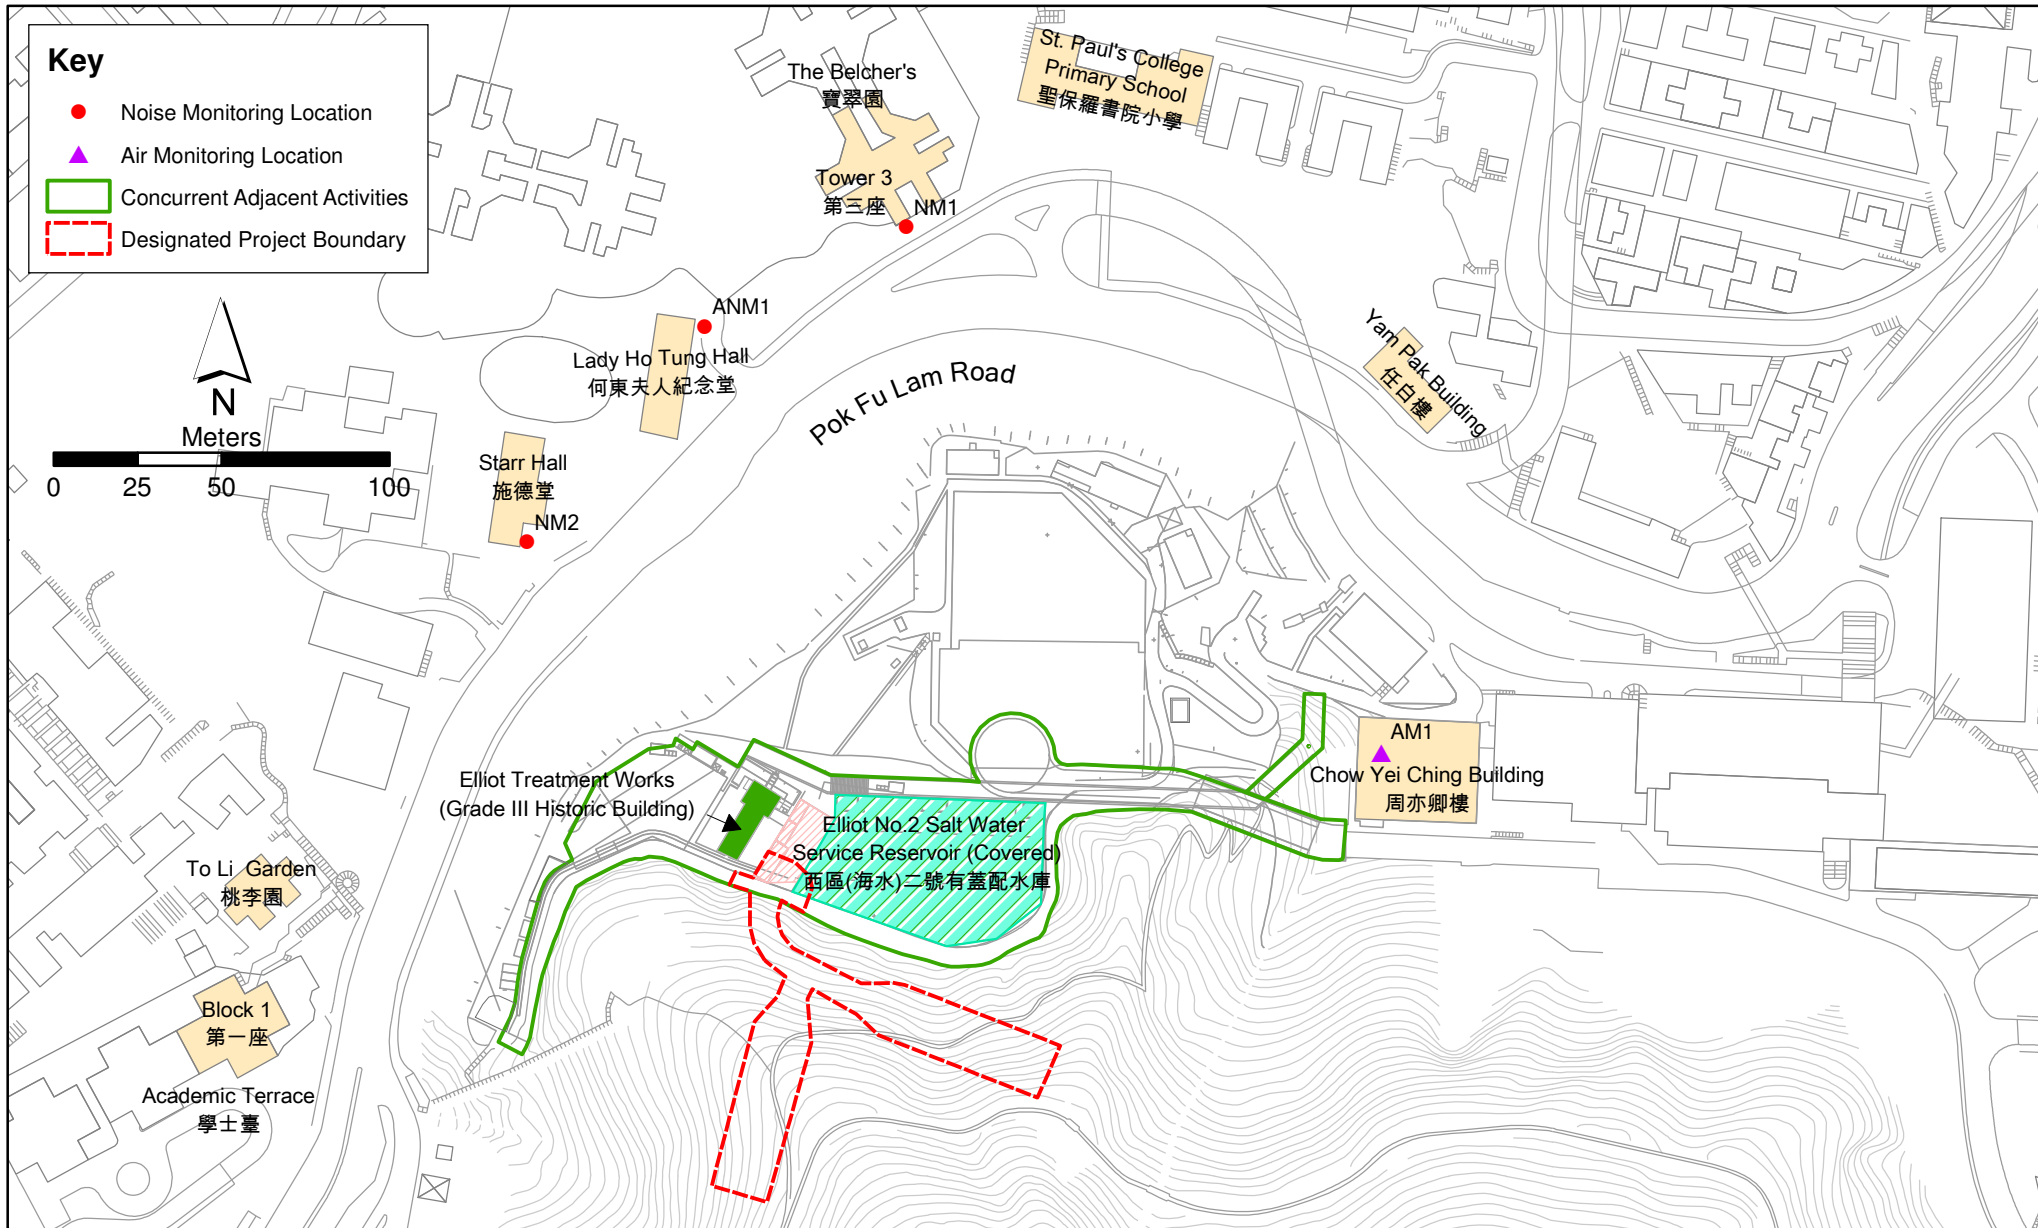 Key
Noise Monitoring Location
Air Monitoring Location
Concurrent Adjacent Activities
Designated Project Boundary
N
Meters
0 25 50 100
The Belcher's
寶翠園
Tower 3
第三座
NM1
St. Paul's College
Primary School
聖保羅書院小學
ANM1
Lady Ho Tung Hall
何東夫人紀念堂
Pok Fu Lam Road
Yam Pak Building
任白樓
Starr Hall
施德堂
NM2
AM1
Chow Yei Ching Building
周亦卿樓
Elliot Treatment Works
(Grade III Historic Building)
Elliot No.2 Salt Water
Service Reservoir (Covered)
西區(海水)二號有蓋配水庫
To Li Garden
桃李園
Block 1
第一座
Academic Terrace
學士臺